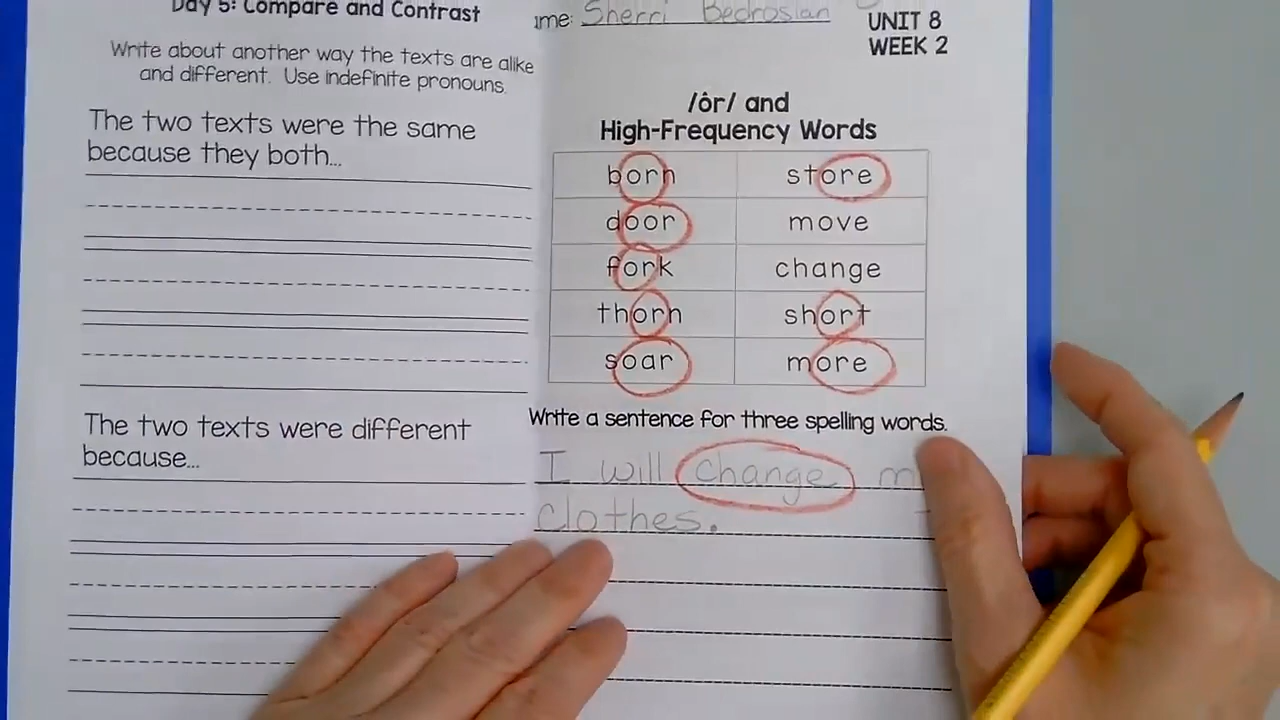 Day 5: Compare and Contrast
Write about another way the texts are alike
and different. Use indefinite pronouns.
The two texts were the same
because they both...
The two texts were different
because...
ame: Sherri Bedrosian
UNIT 8
WEEK 2
/ôr/ and
High-Frequency Words
born store
door move
fork change
thorn short
soar more
Write a sentence for three spelling words.
I will change m
clothes.